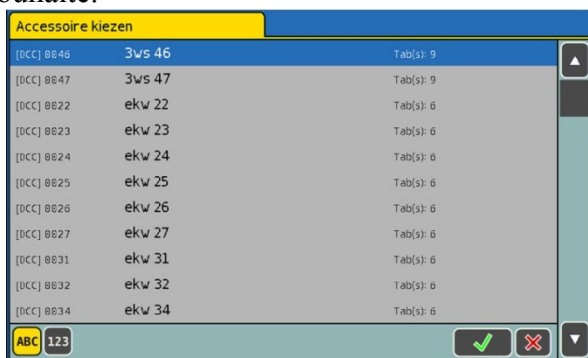 Accessoire kiezen
[DCC] 0046 3ws 46 Tab(s): 9
[DCC] 0047 3ws 47 Tab(s): 9
[DCC] 0022 ekw 22 Tab(s): 6
[DCC] 0023 ekw 23 Tab(s): 6
[DCC] 0024 ekw 24 Tab(s): 6
[DCC] 0025 ekw 25 Tab(s): 6
[DCC] 0026 ekw 26 Tab(s): 6
[DCC] 0027 ekw 27 Tab(s): 6
[DCC] 0031 ekw 31 Tab(s): 6
[DCC] 0032 ekw 32 Tab(s): 6
[DCC] 0034 ekw 34 Tab(s): 6
ABC 123